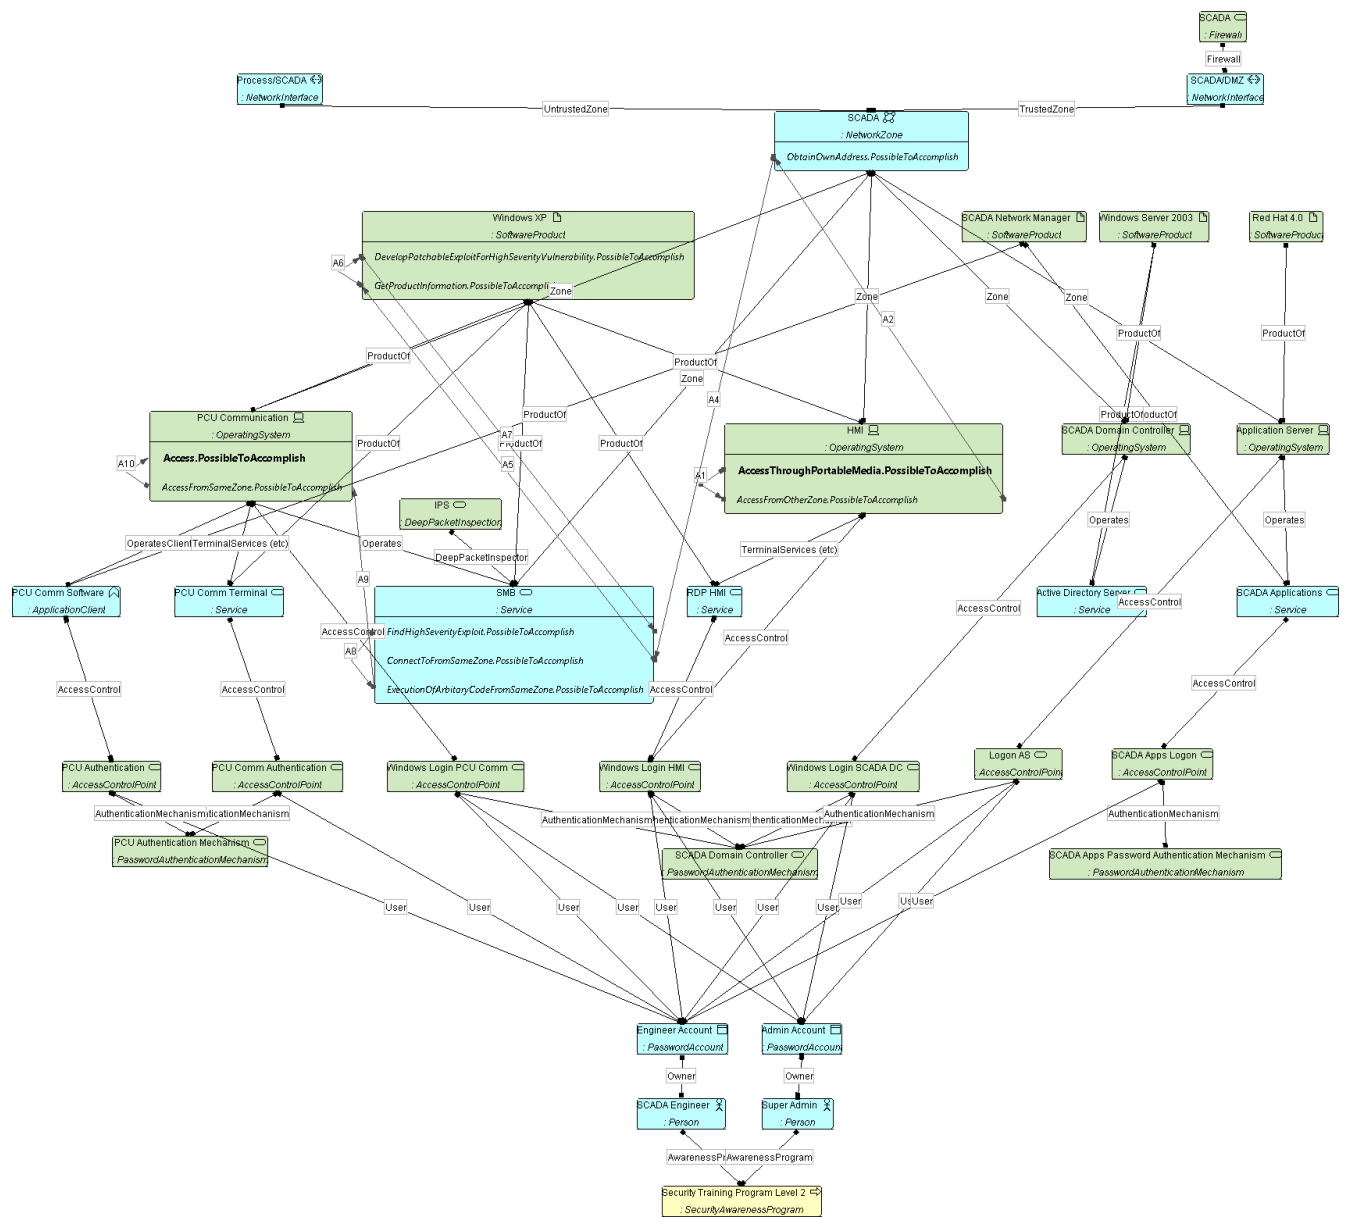 SCADA
: Firewall
Firewall
Process/SCADA
: NetworkInterface
SCADA/DMZ
: NetworkInterface
UntrustedZone
TrustedZone
SCADA
: NetworkZone
ObtainOwnAddress.PossibleToAccomplish
Windows XP
: SoftwareProduct
DevelopPatchableExploitForHighSeverityVulnerability.PossibleToAccomplish
GetProductInformation.PossibleToAccompli
SCADA Network Manager
: SoftwareProduct
Windows Server 2003
: SoftwareProduct
Red Hat 4.0
: SoftwareProduct
A6
Zone
Zone
Zone
Zone
A2
ProductOf
ProductOf
ProductOf
ProductOf
Zone
A4
PCU Communication
: OperatingSystem
Access.PossibleToAccomplish
AccessFromSameZone.PossibleToAccomplish
A10
ProductOf
ProductOf
ProductOf
ProductOf
ProductOf
ProductOf
A7
A5
ProductOf
HMI
: OperatingSystem
AccessThroughPortableMedia.PossibleToAccomplish
AccessFromOtherZone.PossibleToAccomplish
A1
SCADA Domain Controller
: OperatingSystem
Application Server
: OperatingSystem
IPS
: DeepPacketInspection
Operates
Operates
OperatesClient
TerminalServices (etc)
Operates
DeepPacketInspector
TerminalServices (etc)
A9
PCU Comm Software
: ApplicationClient
PCU Comm Terminal
: Service
SMB
: Service
FindHighSeverityExploit.PossibleToAccomplish
ConnectToFromSameZone.PossibleToAccomplish
ExecutionOfArbitaryCodeFromSameZone.PossibleToAccomplish
RDP HMI
: Service
Active Directory Server
: Service
SCADA Applications
: Service
AccessControl
AccessControl
AccessControl
AccessControl
A8
AccessControl
AccessControl
AccessControl
AccessControl
PCU Authentication
: AccessControlPoint
PCU Comm Authentication
: AccessControlPoint
Windows Login PCU Comm
: AccessControlPoint
Windows Login HMI
: AccessControlPoint
Windows Login SCADA DC
: AccessControlPoint
Logon AS
: AccessControlPoint
SCADA Apps Logon
: AccessControlPoint
AuthenticationMechanism
AuthenticationMechanism
AuthenticationMechanism
AuthenticationMechanism
PCU Authentication Mechanism
: PasswordAuthenticationMechanism
SCADA Domain Controller
: PasswordAuthenticationMechanism
SCADA Apps Password Authentication Mechanism
: PasswordAuthenticationMechanism
User
User
User
User
User
User
User
User
User
User
Engineer Account
: PasswordAccount
Admin Account
: PasswordAccount
Owner
Owner
SCADA Engineer
: Person
Super Admin
: Person
AwarenessProgram
Security Training Program Level 2
: SecurityAwarenessProgram